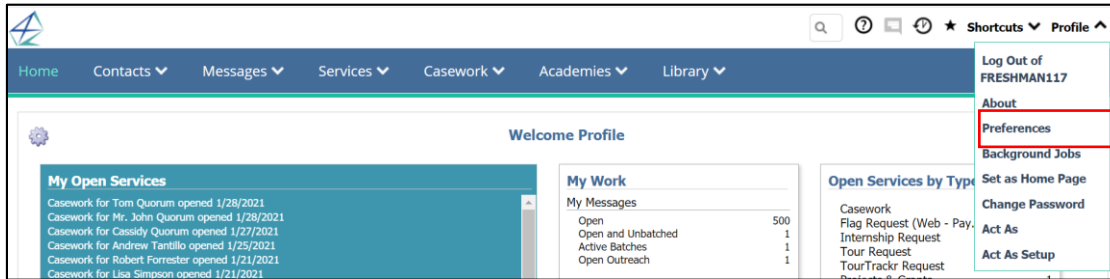 Shortcuts Profile
Home Contacts Messages Services Casework Academies Library
Log Out of
FRESHMAN117
About
Preferences
Background Jobs
Set as Home Page
Change Password
Act As
Act As Setup
Welcome Profile
My Open Services
Casework for Tom Quorum opened 1/28/2021
Casework for Mr. John Quorum opened 1/28/2021
Casework for Cassidy Quorum opened 1/27/2021
Casework for Andrew Tantillo opened 1/25/2021
Casework for Robert Forrester opened 1/21/2021
Casework for Lisa Simpson opened 1/21/2021
My Work
My Messages
Open 500
Open and Unbatched 1
Active Batches 1
Open Outreach 1
Open Services by Type
Casework
Flag Request (Web - Pay.
Internship Request
Tour Request
TourTrackr Request